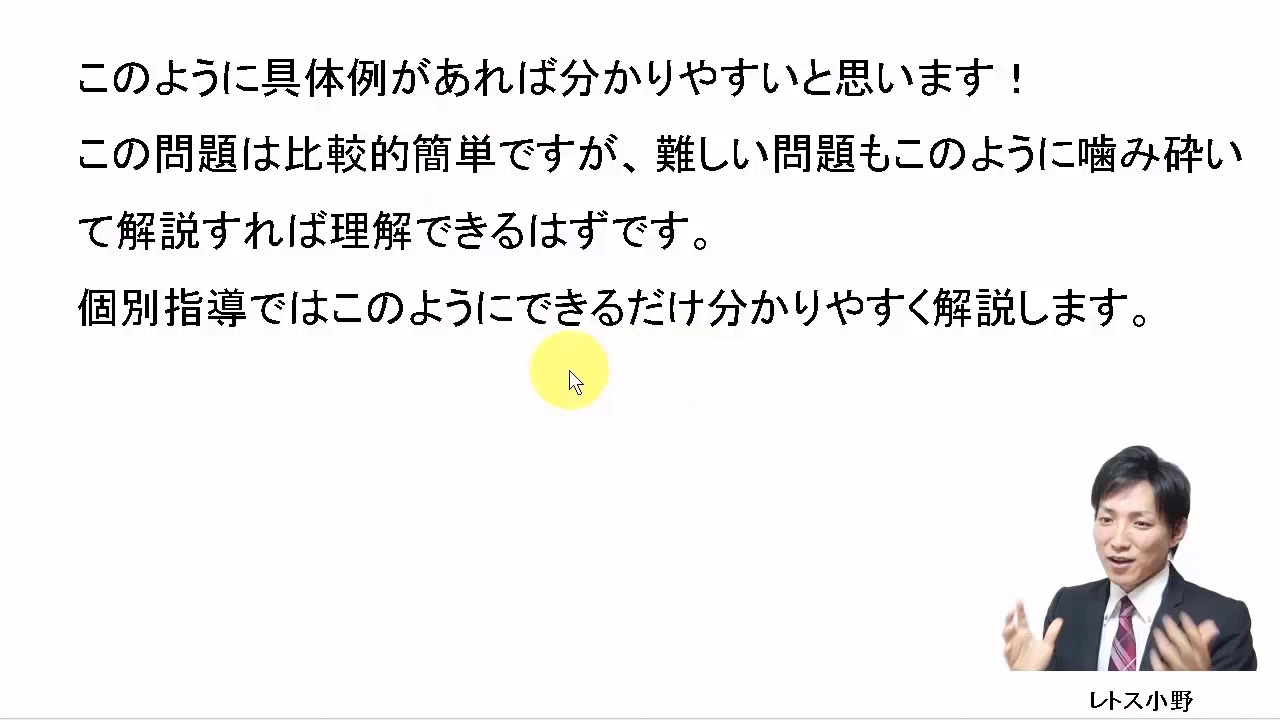 このように具体例があれば分かりやすいと思います！
この問題は比較的簡単ですが、難しい問題もこのように噛み砕い
て解説すれば理解できるはずです。
個別指導ではこのようにできるだけ分かりやすく解説します。
レトス小野